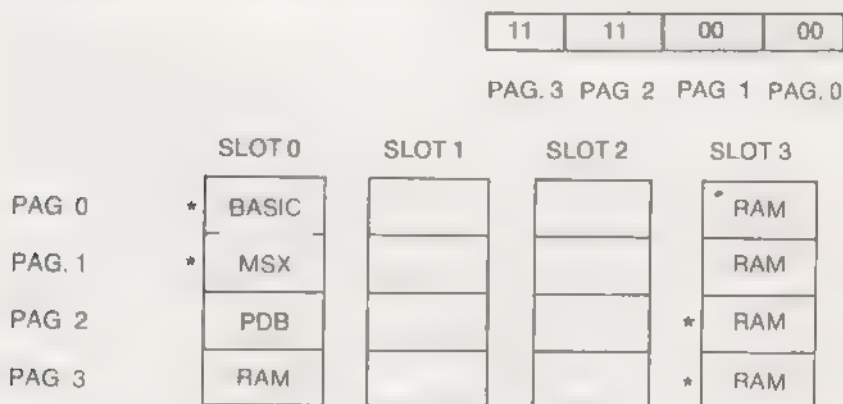 11 11 00 00
PAG. 3 PAG 2 PAG 1 PAG. 0
SLOT 0 SLOT 1 SLOT 2 SLOT 3
PAG 0 * BASIC RAM
PAG. 1 * MSX RAM
PAG 2 PDB * RAM
PAG 3 RAM * RAM